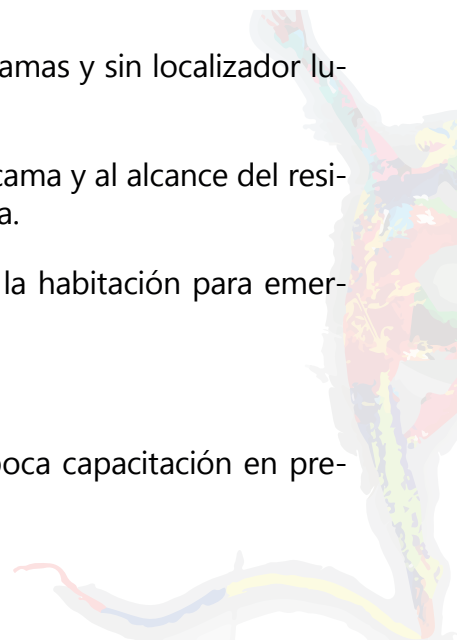 amas y sin localizador lu-
cama y al alcance del resi-
a.
la habitación para emer-
poca capacitación en pre-